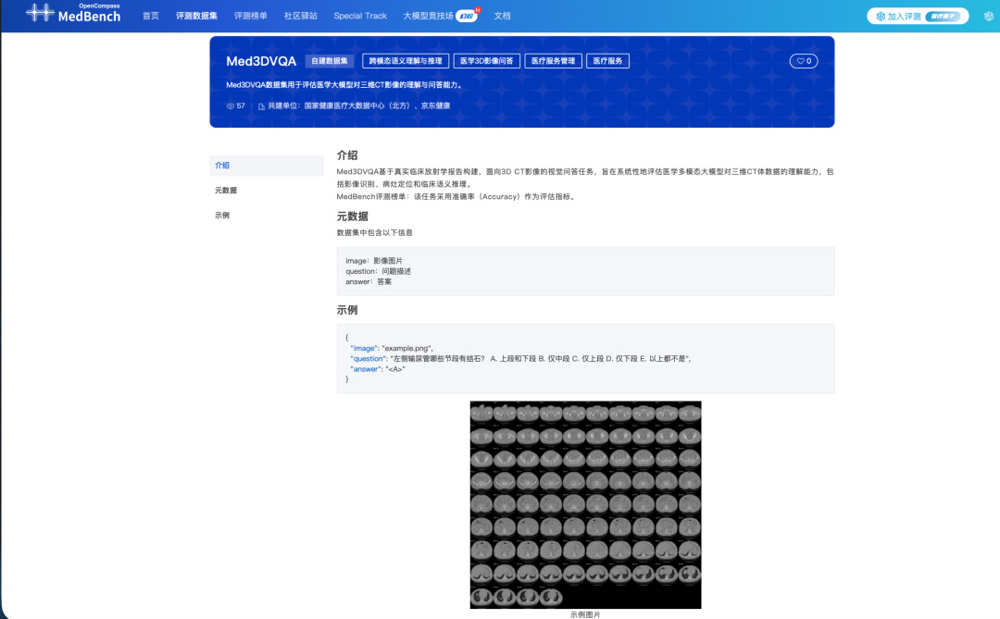 OpenCompass
MedBench
首页 评测数据集 评测榜单 社区驿站 Special Track 大模型竞技场 幻蛇 H 文档
加入评测
Med3DVQA 自建数据集 跨模态语义理解与推理 医学3D影像问答 医疗服务管理 医疗服务
0
Med3DVQA数据集用于评估医学大模型对三维CT影像的理解与问答能力。
57 共建单位：国家健康医疗大数据中心（北方）、京东健康
介绍
元数据
示例
介绍
Med3DVQA基于真实临床放射学报告构建，面向3D CT影像的视觉问答任务，旨在系统性地评估医学多模态大模型对三维CT体数据的理解能力，包
括影像识别、病灶定位和临床语义推理。
MedBench评测榜单：该任务采用准确率（Accuracy）作为评估指标。
元数据
数据集中包含以下信息
image：影像图片
question：问题描述
answer：答案
示例
{
"image": "example.png",
"question": "左侧输尿管哪些节段有结石？ A. 上段和下段 B. 仅中段 C. 仅上段 D. 仅下段 E. 以上都不是",
"answer": "<A>"
}
示例图片